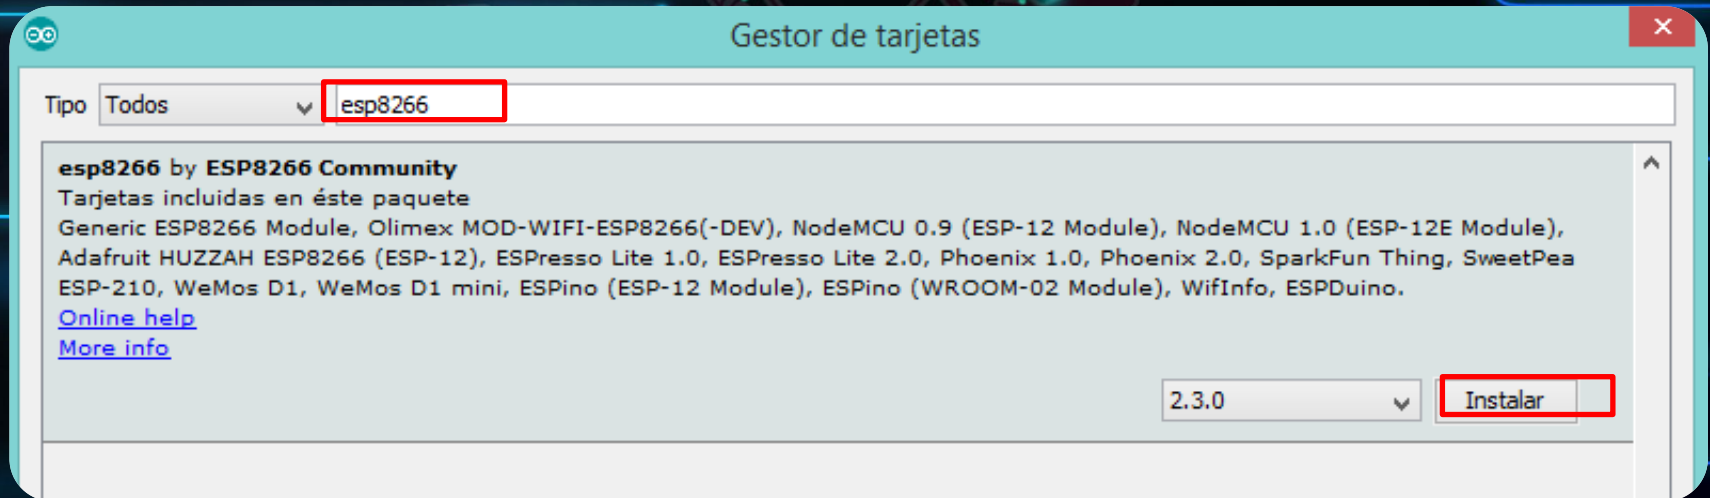 Gestor de tarjetas
Tipo Todos esp8266
esp8266 by ESP8266 Community
Tarjetas incluidas en éste paquete
Generic ESP8266 Module, Olimex MOD-WIFI-ESP8266(-DEV), NodeMCU 0.9 (ESP-12 Module), NodeMCU 1.0 (ESP-12E Module),
Adafruit HUZZAH ESP8266 (ESP-12), ESPresso Lite 1.0, ESPresso Lite 2.0, Phoenix 1.0, Phoenix 2.0, SparkFun Thing, SweetPea
ESP-210, WeMos D1, WeMos D1 mini, ESPino (ESP-12 Module), ESPino (WROOM-02 Module), WifInfo, ESPDuino.
Online help
More info
2.3.0 Instalar